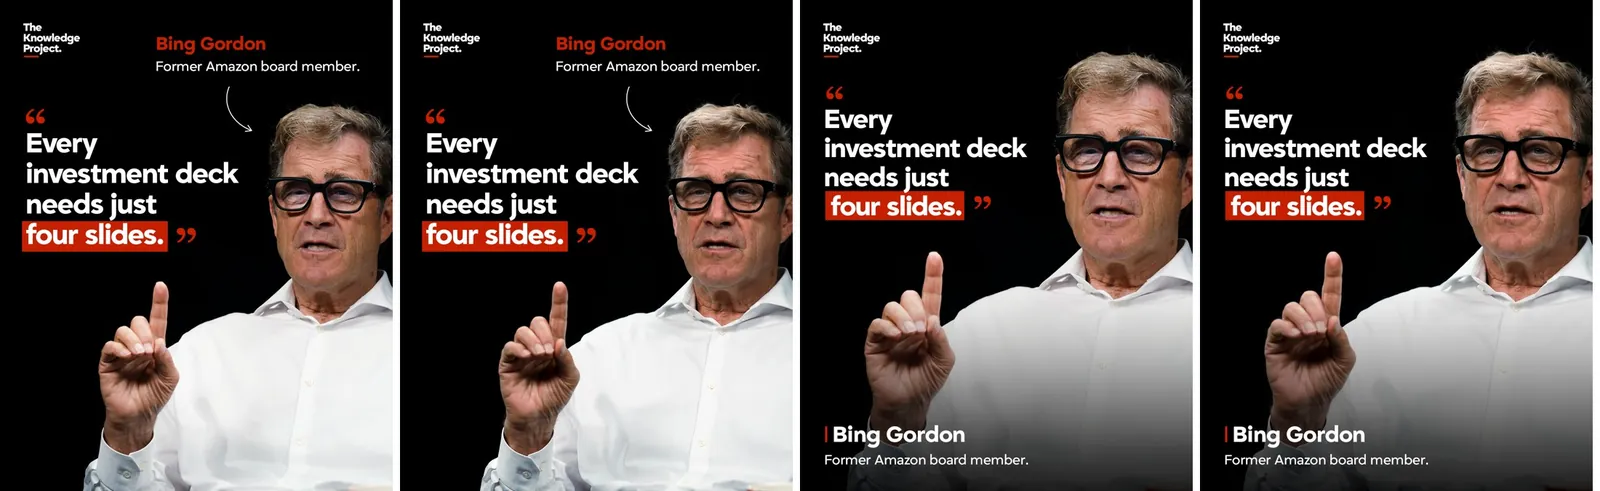 The
Knowledge
Project.
Bing Gordon
Former Amazon board member.
“
Every
investment deck
needs just
four slides. ”
The
Knowledge
Project.
Bing Gordon
Former Amazon board member.
“
Every
investment deck
needs just
four slides. ”
The
Knowledge
Project.
“
Every
investment deck
needs just
four slides. ”
Bing Gordon
Former Amazon board member.
The
Knowledge
Project.
“
Every
investment deck
needs just
four slides. ”
Bing Gordon
Former Amazon board member.